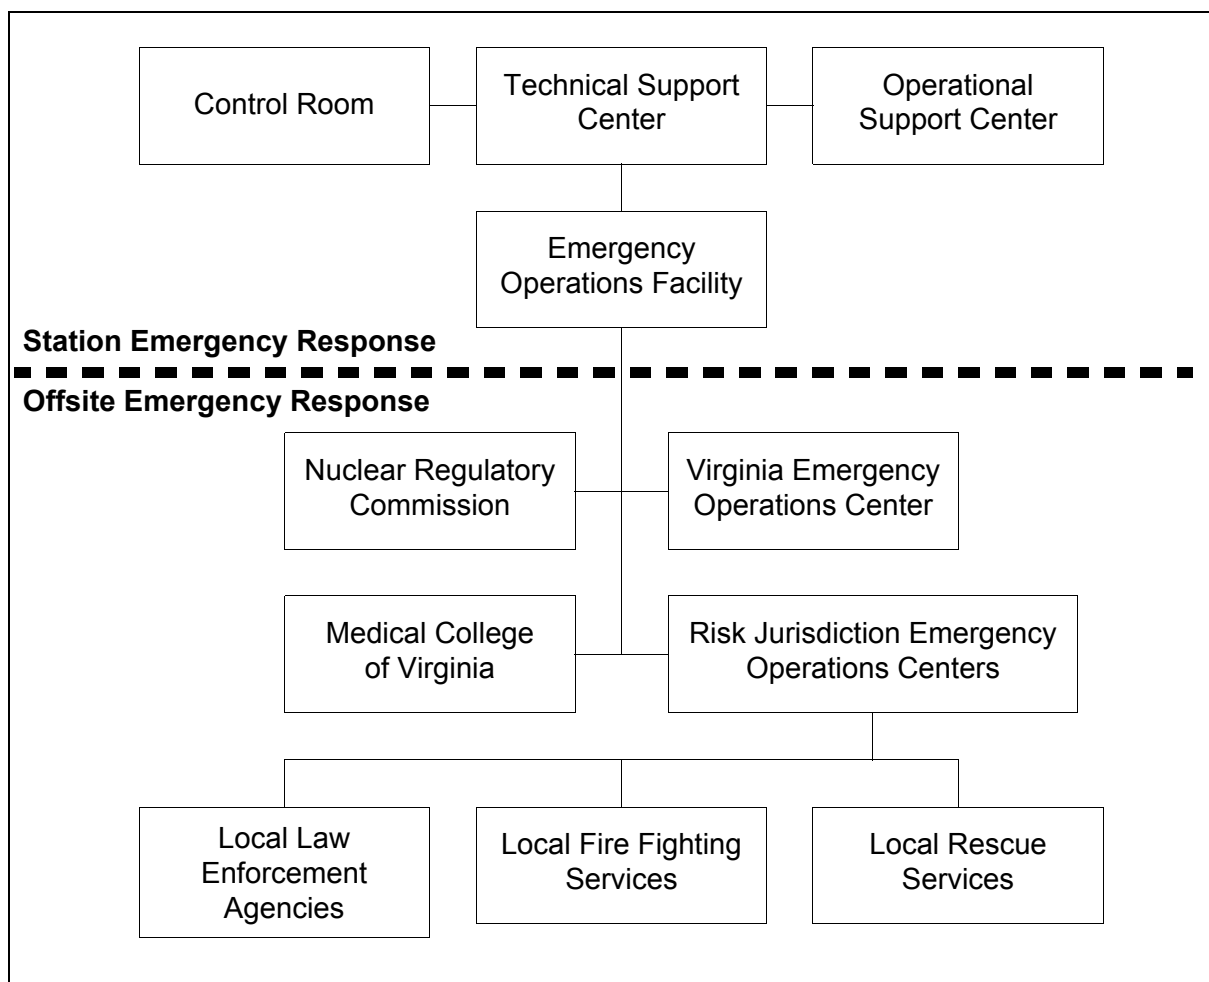 Control Room
Technical Support
Center
Operational
Support Center
Emergency
Operations Facility
Station Emergency Response
Offsite Emergency Response
Nuclear Regulatory
Commission
Virginia Emergency
Operations Center
Medical College
of Virginia
Risk Jurisdiction Emergency
Operations Centers
Local Law
Enforcement
Agencies
Local Fire Fighting
Services
Local Rescue
Services